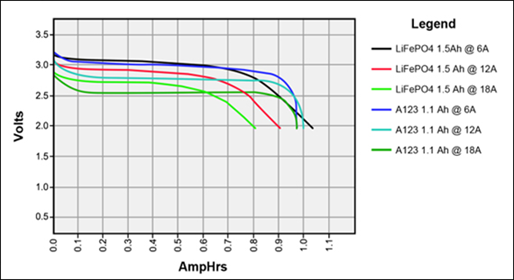 Legend
LiFePO4 1.5Ah @ 6A
LiFePO4 1.5 Ah @ 12A
LiFePO4 1.5 Ah @ 18A
A123 1.1 Ah @ 6A
A123 1.1 Ah @ 12A
A123 1.1 Ah @ 18A
Volts
3.5
3.0
2.5
2.0
1.5
1.0
0.5
0.0 0.1 0.2 0.3 0.4 0.5 0.6 0.7 0.8 0.9 1.0 1.1
AmpHrs